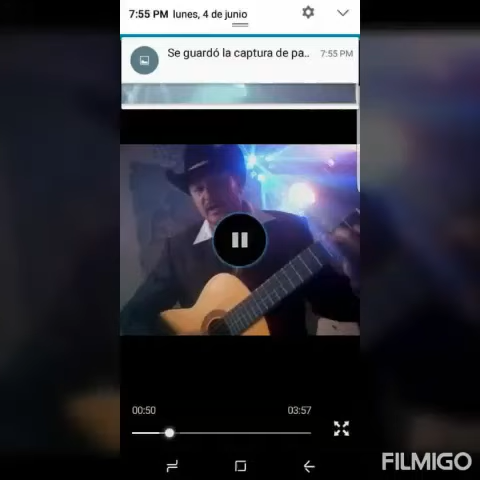 7:55 PM lunes, 4 de junio
Se guardó la captura de pa.. 7:55 PM
00:50 03:57
FILMIGO